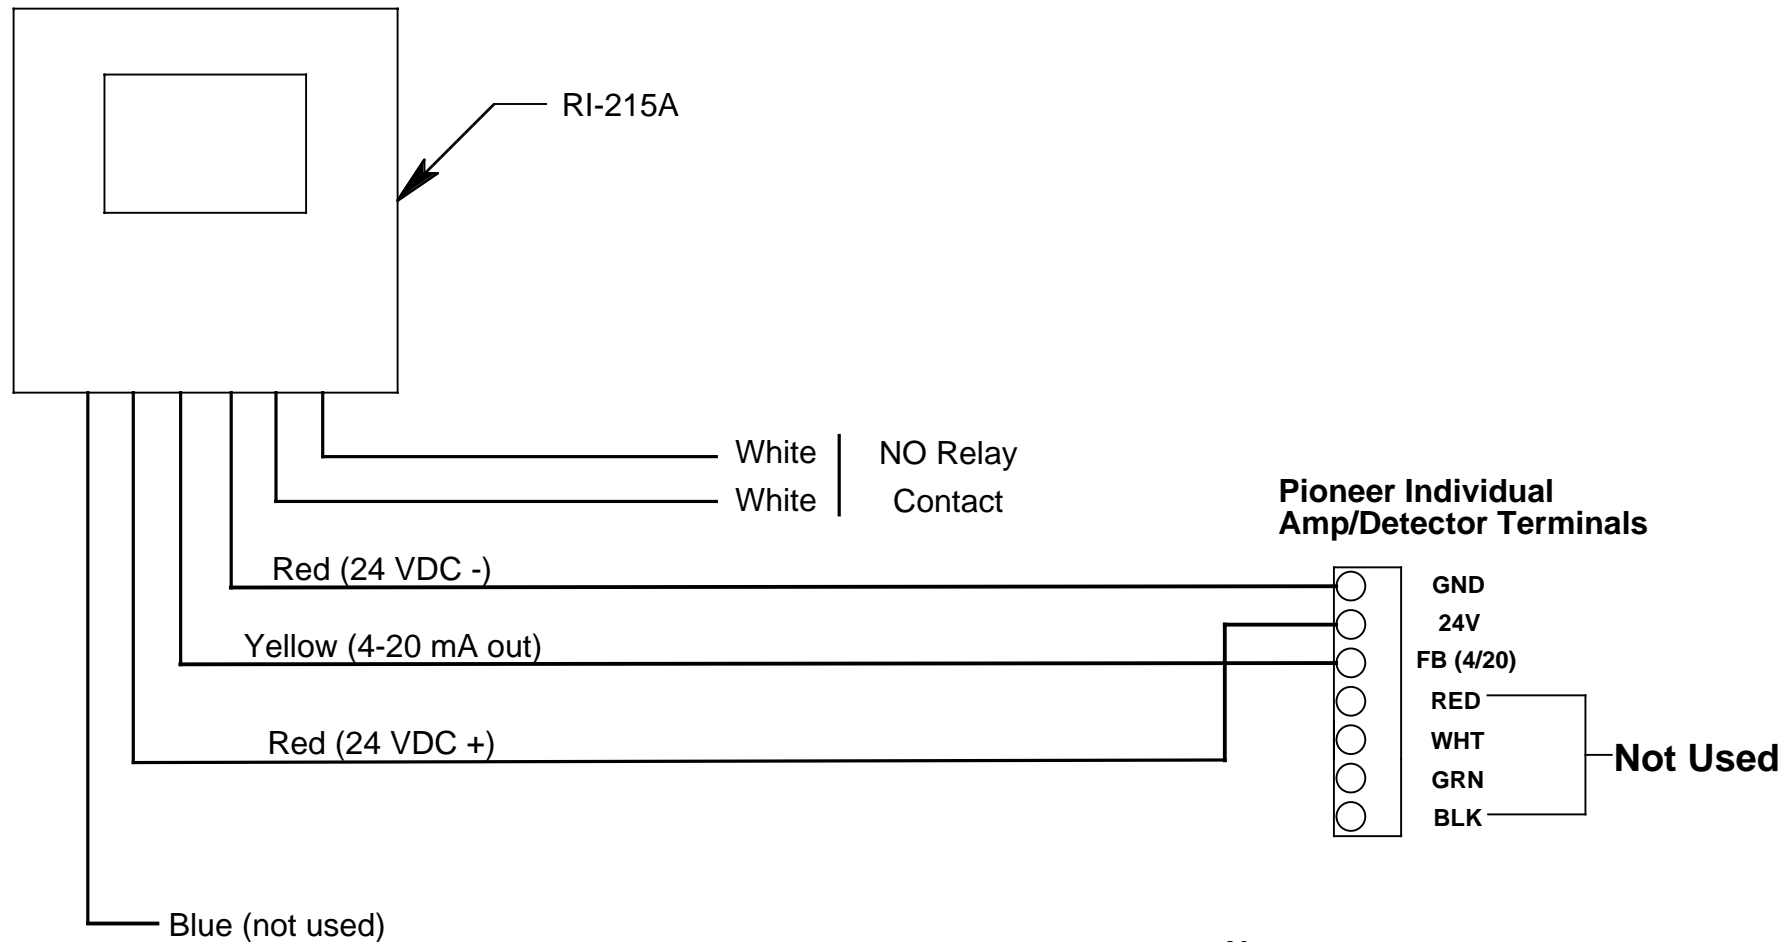 RI-215A
White
NO Relay
White
Contact
Pioneer Individual
Amp/Detector Terminals
Red (24 VDC -)
GND
24V
Yellow (4-20 mA out)
FB (4/20)
RED
WHT
Red (24 VDC +)
Not Used
GRN
BLK
Blue (not used)